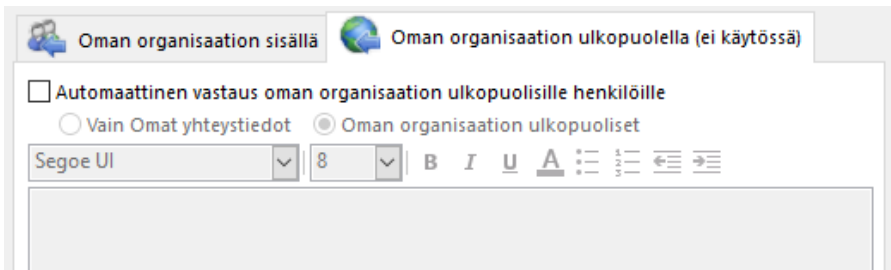 Oman organisaation sisällä Oman organisaation ulkopuolella (ei käytössä)
Automaattinen vastaus oman organisaation ulkopuolisille henkilöille
Vain Omat yhteystiedot Oman organisaation ulkopuoliset
Segoe UI 8 B I U A